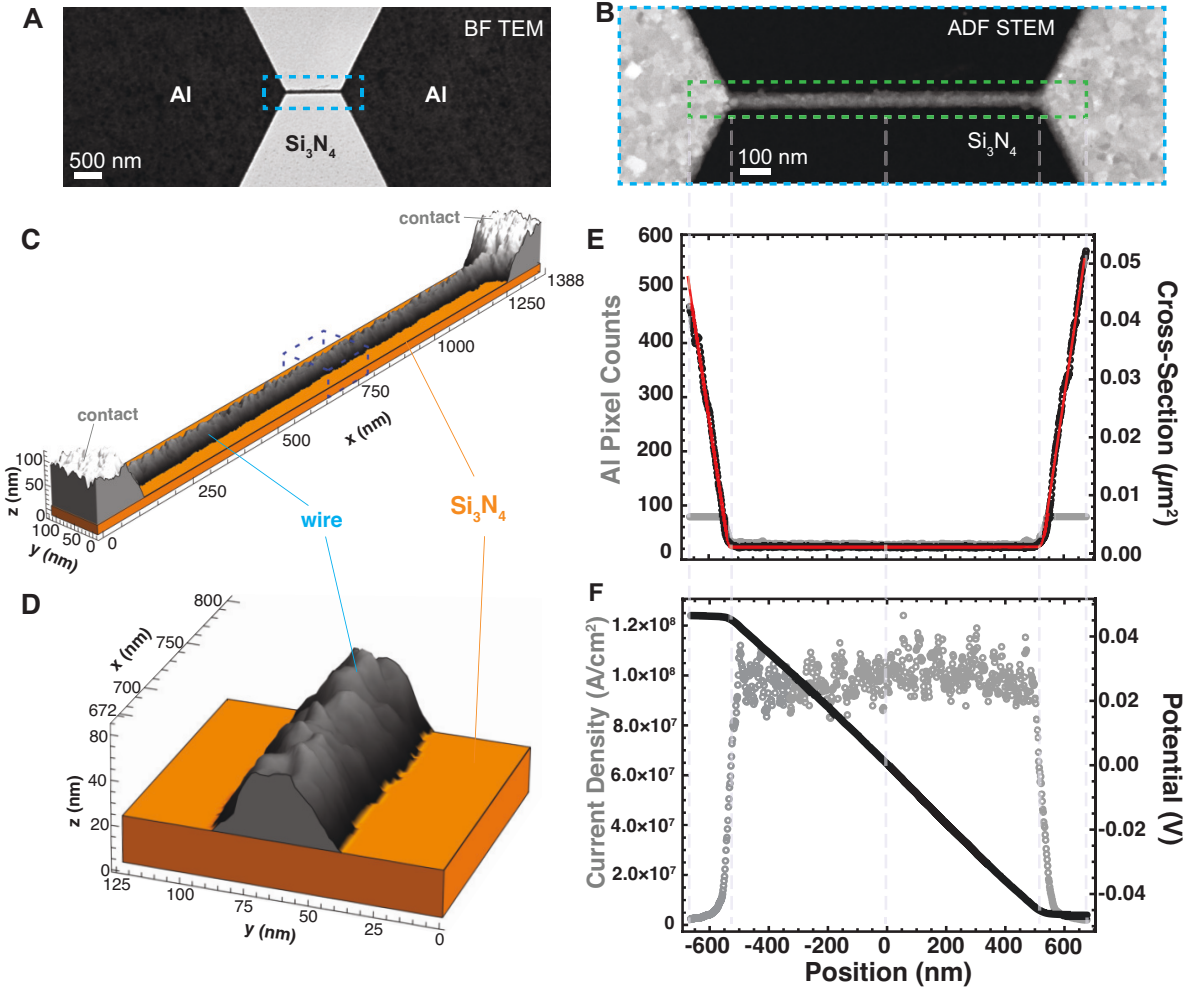 A
BF TEM
Al
Al
Si3N4
500 nm
B
ADF STEM
Si3N4
100 nm
C
contact
contact
1388
1250
1000
750
500
250
0
x (nm)
100
50
0
z (nm)
100
50
0
y (nm)
wire
Si3N4
D
800
750
700
672
x (nm)
80
40
20
0
z (nm)
125
100
75
50
25
0
y (nm)
E
600
500
400
300
200
100
0
Al Pixel Counts
0.05
0.04
0.03
0.02
0.01
0.00
Cross-Section (µm²)
F
1.2×10⁸
1.0×10⁸
8.0×10⁷
6.0×10⁷
4.0×10⁷
2.0×10⁷
0
Current Density (A/cm²)
0.04
0.02
0.00
-0.02
-0.04
Potential (V)
-600 -400 -200 0 200 400 600
Position (nm)